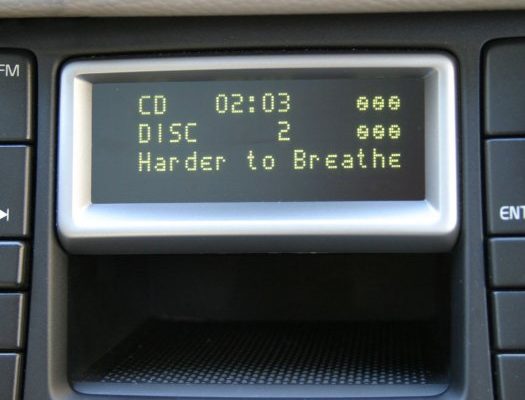 FM
CD 02:03
DISC 2
Harder to Breathe
ENT